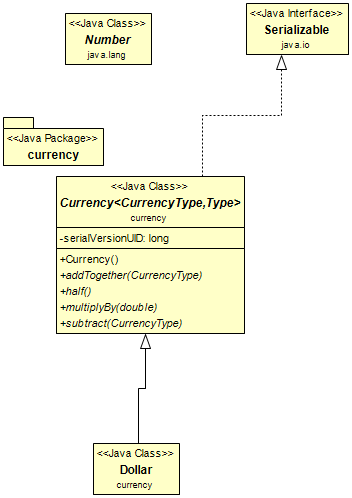 <<Java Class>>
Number
java.lang
<<Java Interface>>
Serializable
java.io
<<Java Package>>
currency
<<Java Class>>
Currency<CurrencyType,Type>
currency
-serialVersionUID: long
+Currency()
+addTogether(CurrencyType)
+half()
+multiplyBy(double)
+subtract(CurrencyType)
<<Java Class>>
Dollar
currency